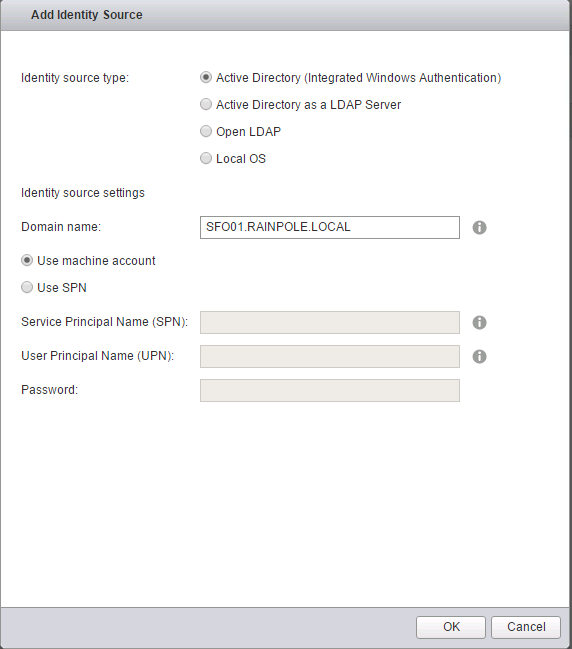 Add Identity Source
Identity source type:
Active Directory (Integrated Windows Authentication)
Active Directory as a LDAP Server
Open LDAP
Local OS
Identity source settings
Domain name: SFO01.RAINPOLE.LOCAL
Use machine account
Use SPN
Service Principal Name (SPN):
User Principal Name (UPN):
Password:
OK Cancel